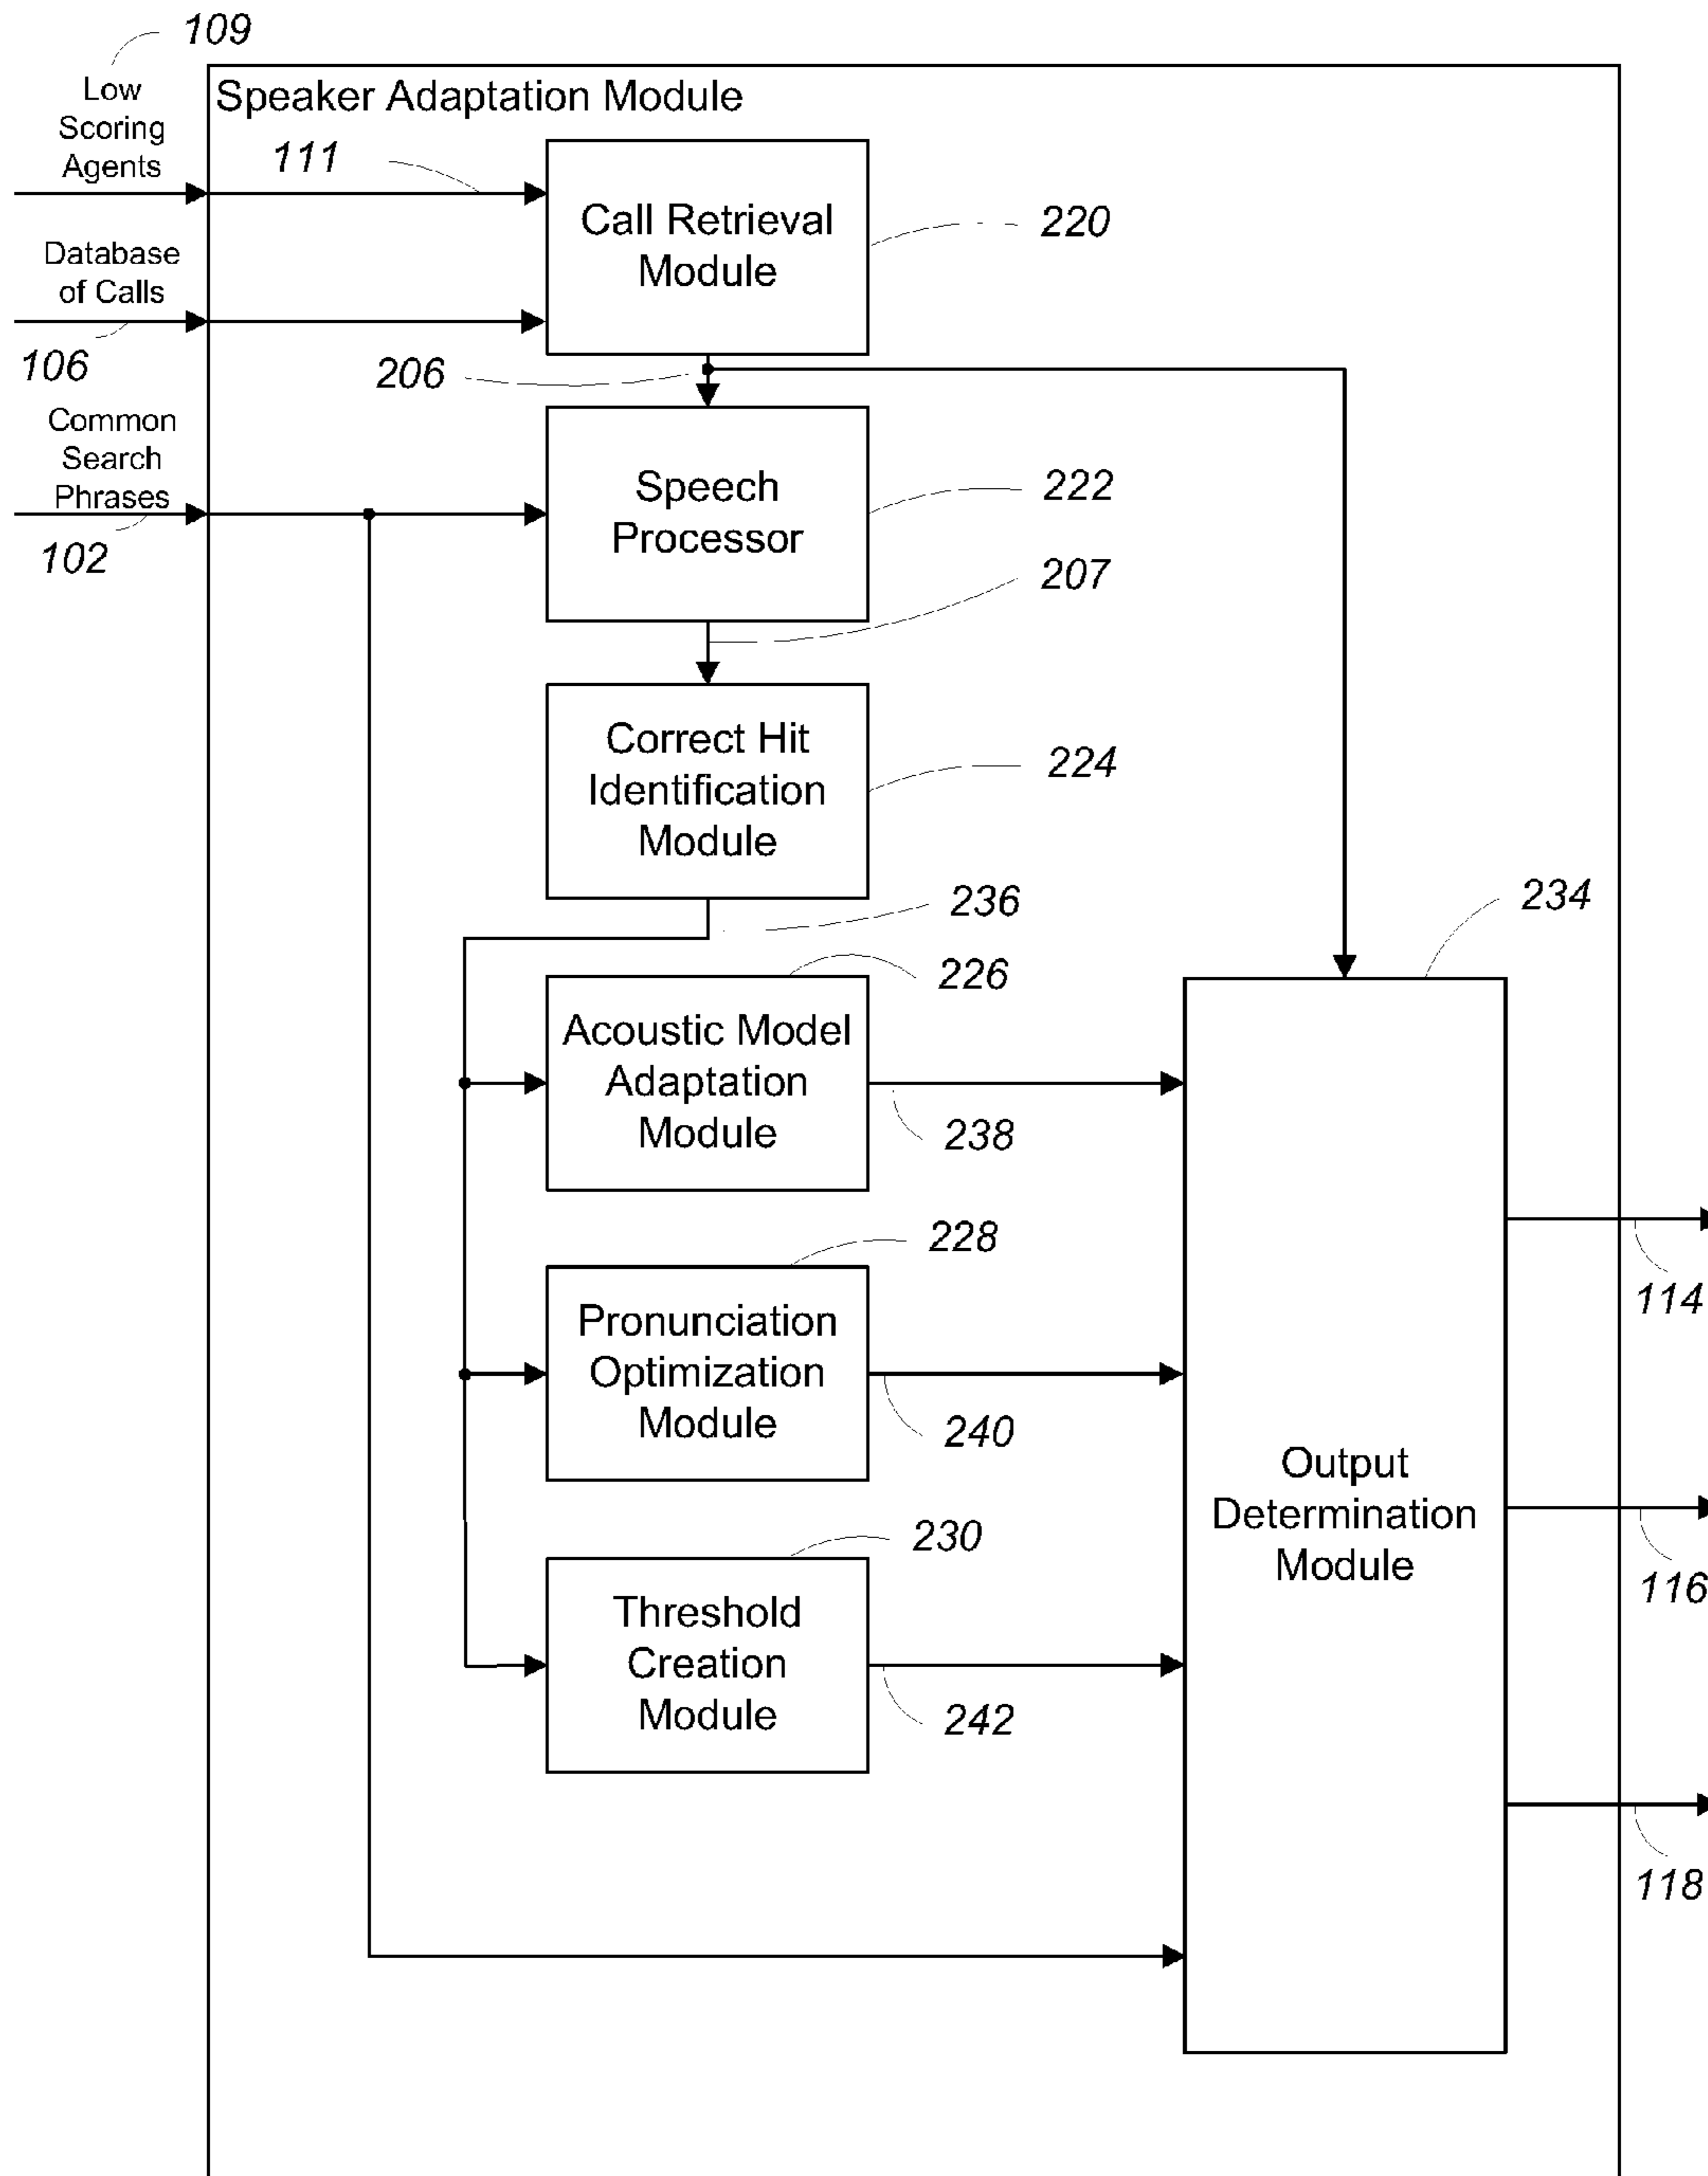 109
Low
Scoring
Agents
Speaker Adaptation Module
111
Call Retrieval
Module
220
Database
of Calls
106
206
Common
Search
Phrases
102
Speech
Processor
222
207
Correct Hit
Identification
Module
224
236
234
226
Acoustic Model
Adaptation
Module
238
228
114
Pronunciation
Optimization
Module
240
Output
Determination
Module
230
116
Threshold
Creation
Module
242
118